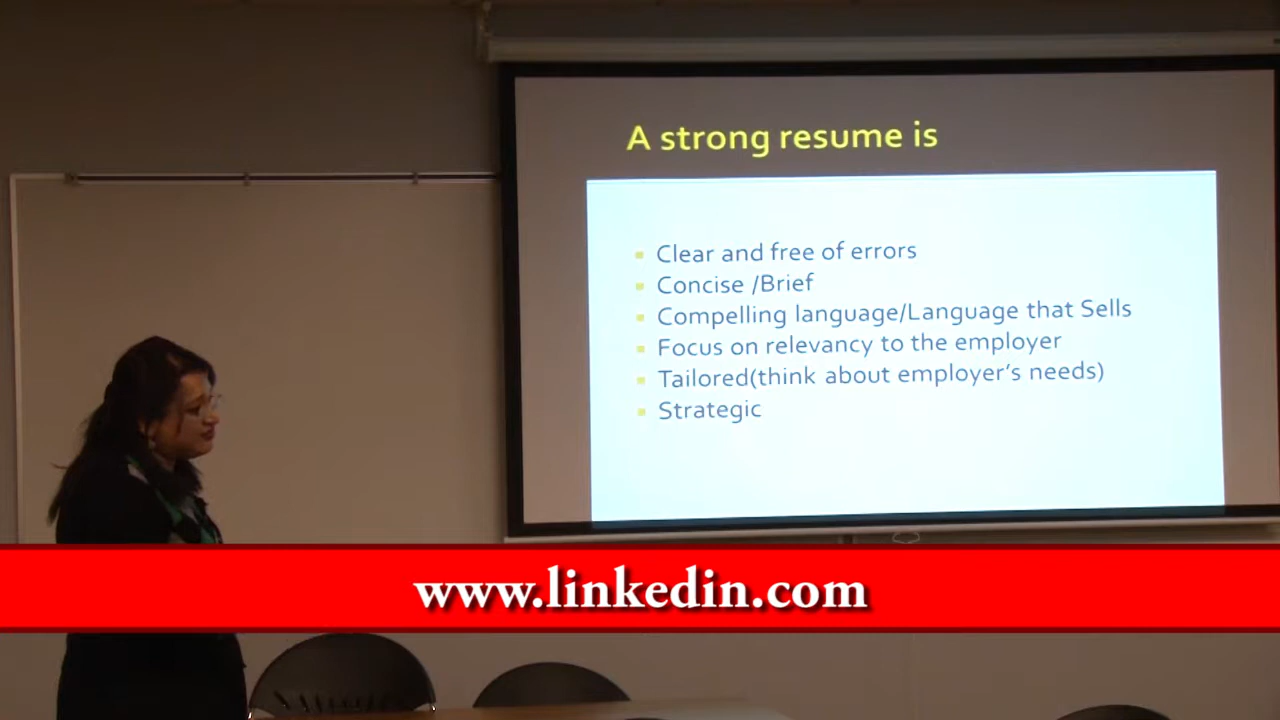 A strong resume is
Clear and free of errors
Concise /Brief
Compelling language/Language that Sells
Focus on relevancy to the employer
Tailored(think about employer's needs)
Strategic
www.linkedin.com